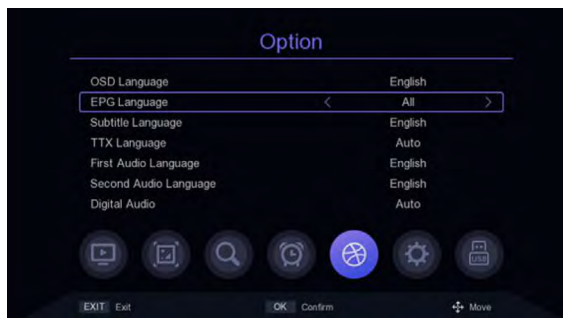 Option
OSD Language English
EPG Language < All >
Subtitle Language English
TTX Language Auto
First Audio Language English
Second Audio Language English
Digital Audio Auto
USB
EXIT Exit OK Confirm Move